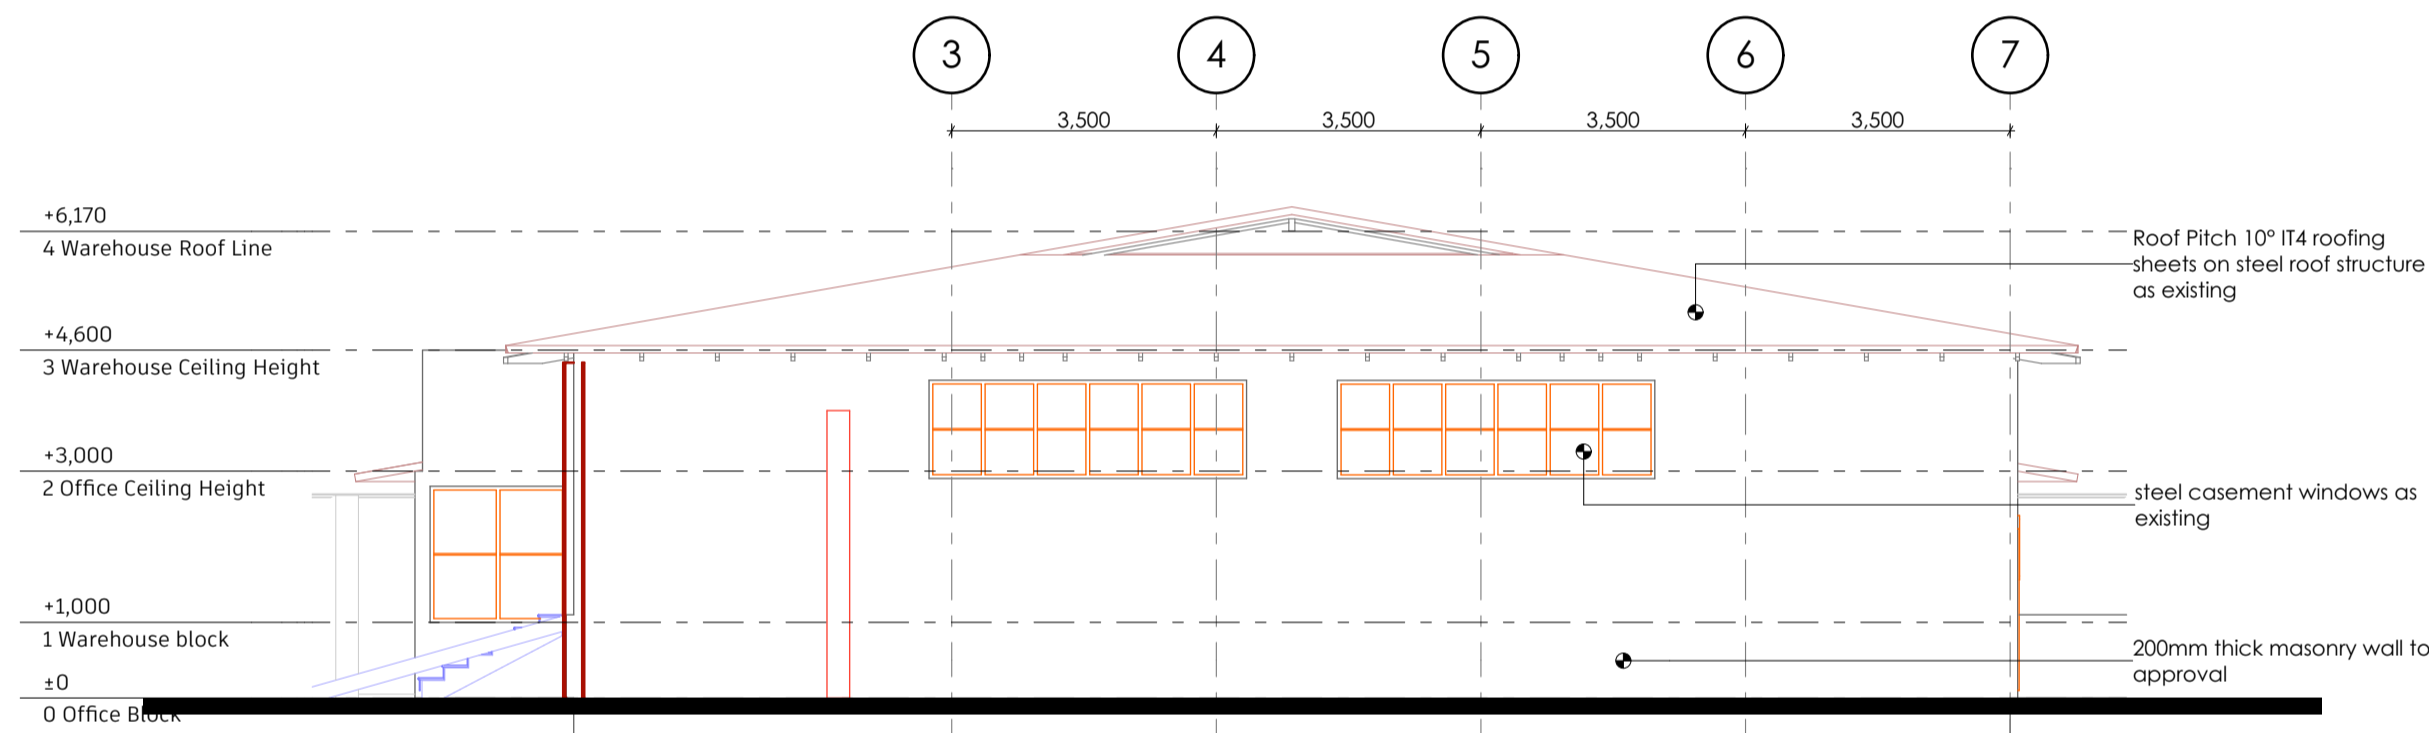 3 4 5 6 7
3,500 3,500 3,500 3,500
+6,170
4 Warehouse Roof Line
Roof Pitch 10° IT4 roofing
sheets on steel roof structure
as existing
+4,600
3 Warehouse Ceiling Height
+3,000
2 Office Ceiling Height
steel casement windows as
existing
+1,000
1 Warehouse block
200mm thick masonry wall to
approval
±0
0 Office Block